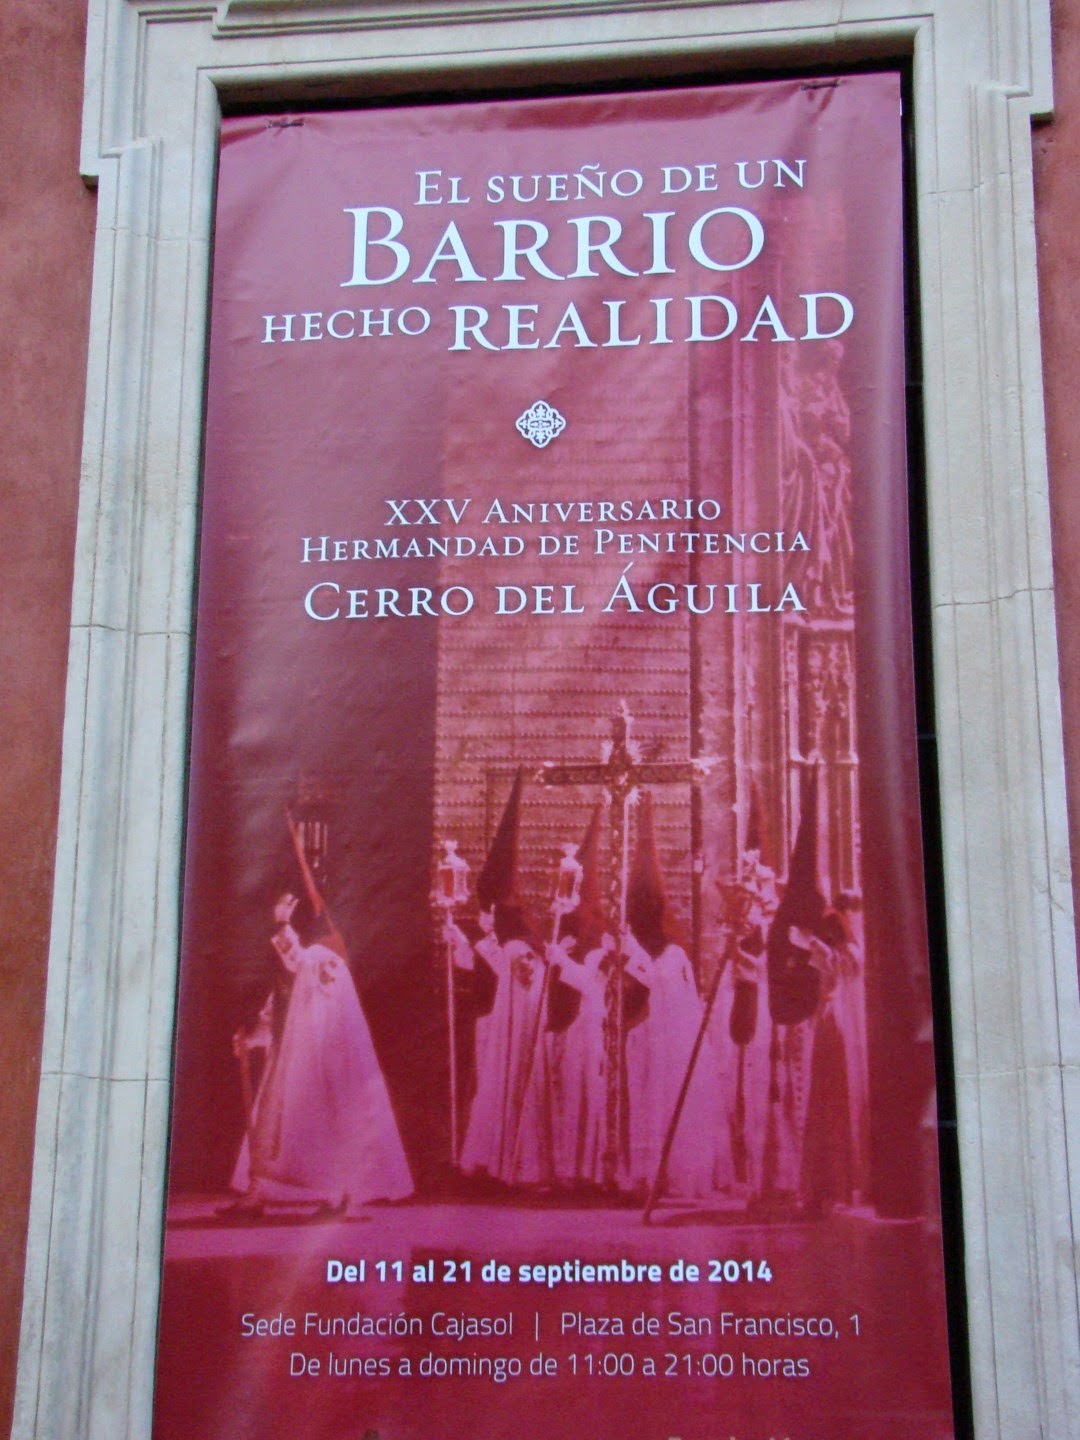 El sueño de un
Barrio
hecho realidad
XXV Aniversario
Hermandad de Penitencia
Cerro del Águila
Del 11 al 21 de septiembre de 2014
Sede Fundación Cajasol | Plaza de San Francisco, 1
De lunes a domingo de 11:00 a 21:00 horas